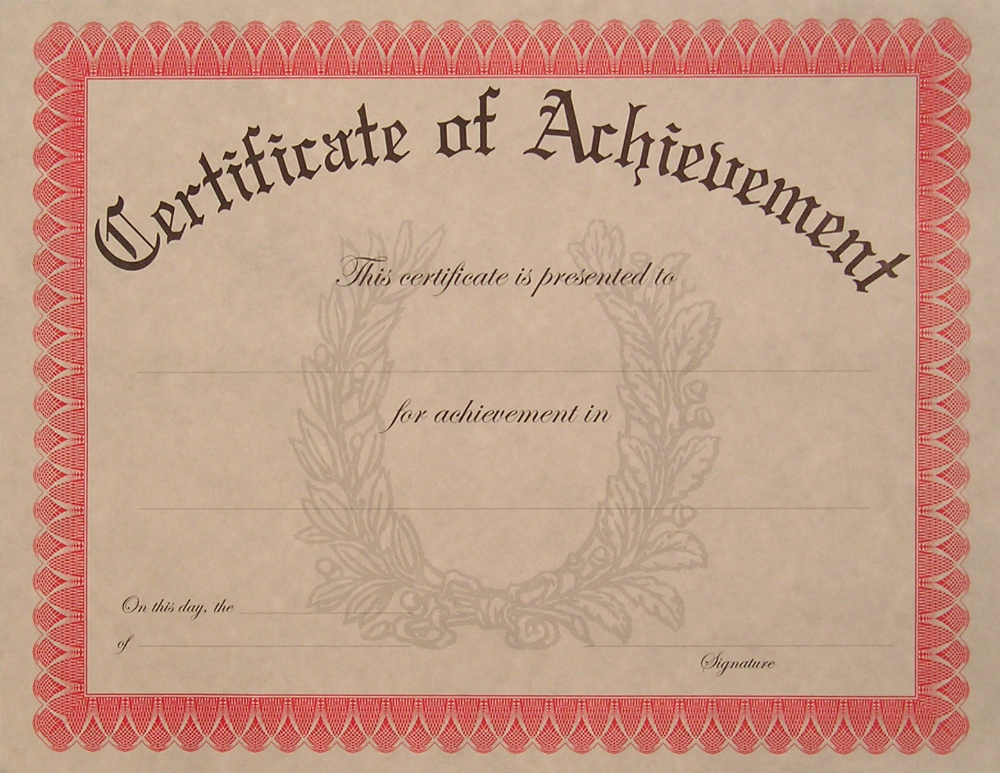 Certificate of Achievement
This certificate is presented to
for achievement in
On this day, the
of
Signature